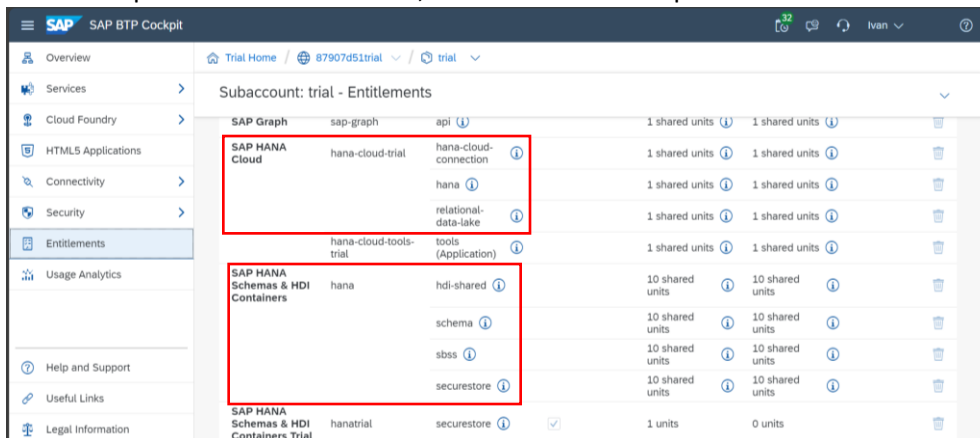 SAP SAP BTP Cockpit 32 Ivan
Overview
Services
Cloud Foundry
HTML5 Applications
Connectivity
Security
Entitlements
Usage Analytics
Help and Support
Useful Links
Legal Information
Trial Home / 87907d51trial / trial
Subaccount: trial - Entitlements
SAP Graph sap-graph api 1 shared units 1 shared units
SAP HANA
Cloud hana-cloud-trial hana-cloud-
connection 1 shared units 1 shared units
hana 1 shared units 1 shared units
relational-
data-lake 1 shared units 1 shared units
hana-cloud-tools-
trial tools
(Application) 1 shared units 1 shared units
SAP HANA
Schemas & HDI
Containers hana hdi-shared 10 shared
units 10 shared
units
schema 10 shared
units 10 shared
units
sbss 10 shared
units 10 shared
units
securestore 10 shared
units 10 shared
units
SAP HANA
Schemas & HDI
Containers Trial hanatrial securestore 1 units 0 units